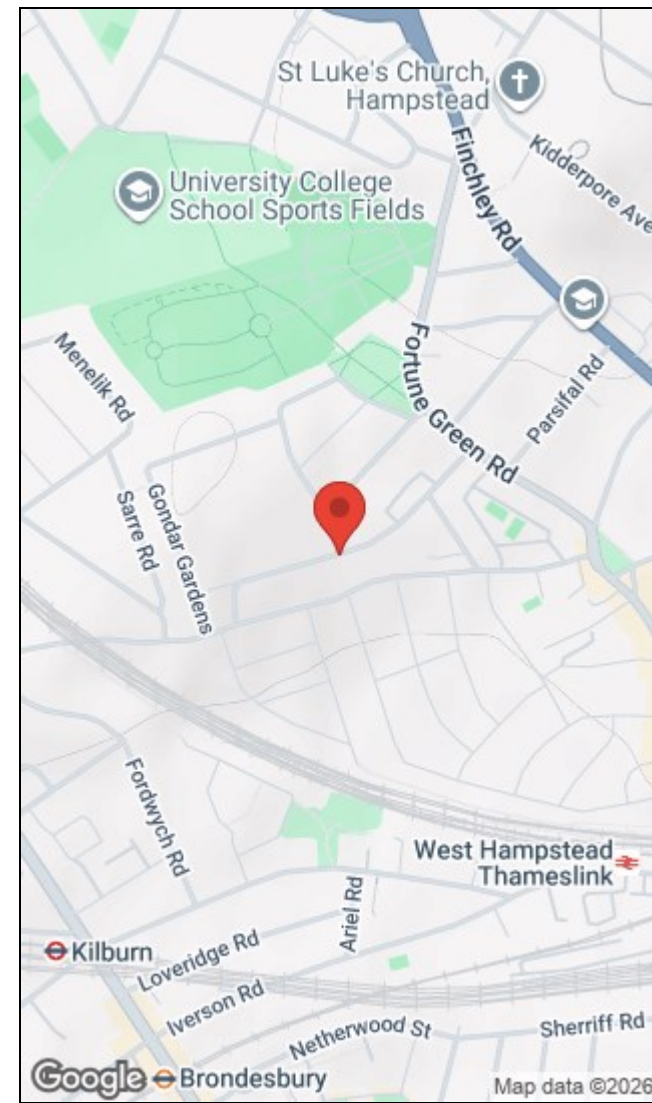 St Luke's Church,
Hampstead
Kidderpore Ave
Finchley Rd
University College
School Sports Fields
Menelik Rd
Fortune Green Rd
Parsifal Rd
Sarre Rd
Gondar Gardens
Fordwych Rd
West Hampstead
Thameslink
Ariel Rd
Kilburn
Loveridge Rd
Iverson Rd
Netherwood St
Sherriff Rd
Google
Brondesbury
Map data ©2026